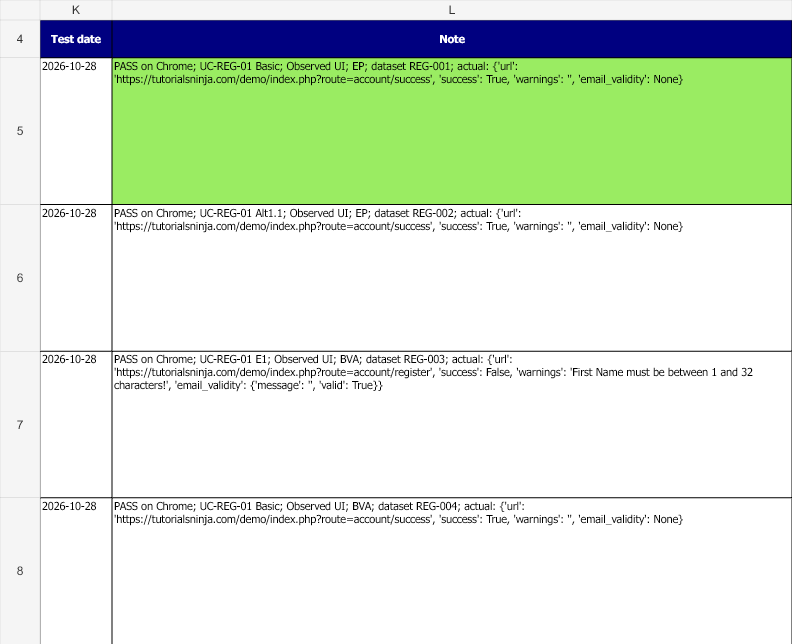 K L
4 Test date Note
5 2026-10-28 PASS on Chrome; UC-REG-01 Basic; Observed UI; EP; dataset REG-001; actual: {'url':
'https://tutorialsninja.com/demo/index.php?route=account/success', 'success': True, 'warnings': '', 'email_validity': None}
6 2026-10-28 PASS on Chrome; UC-REG-01 Alt1.1; Observed UI; EP; dataset REG-002; actual: {'url':
'https://tutorialsninja.com/demo/index.php?route=account/success', 'success': True, 'warnings': '', 'email_validity': None}
7 2026-10-28 PASS on Chrome; UC-REG-01 E1; Observed UI; BVA; dataset REG-003; actual: {'url':
'https://tutorialsninja.com/demo/index.php?route=account/register', 'success': False, 'warnings': 'First Name must be between 1 and 32
characters!', 'email_validity': {'message': '', 'valid': True}}
8 2026-10-28 PASS on Chrome; UC-REG-01 Basic; Observed UI; BVA; dataset REG-004; actual: {'url':
'https://tutorialsninja.com/demo/index.php?route=account/success', 'success': True, 'warnings': '', 'email_validity': None}